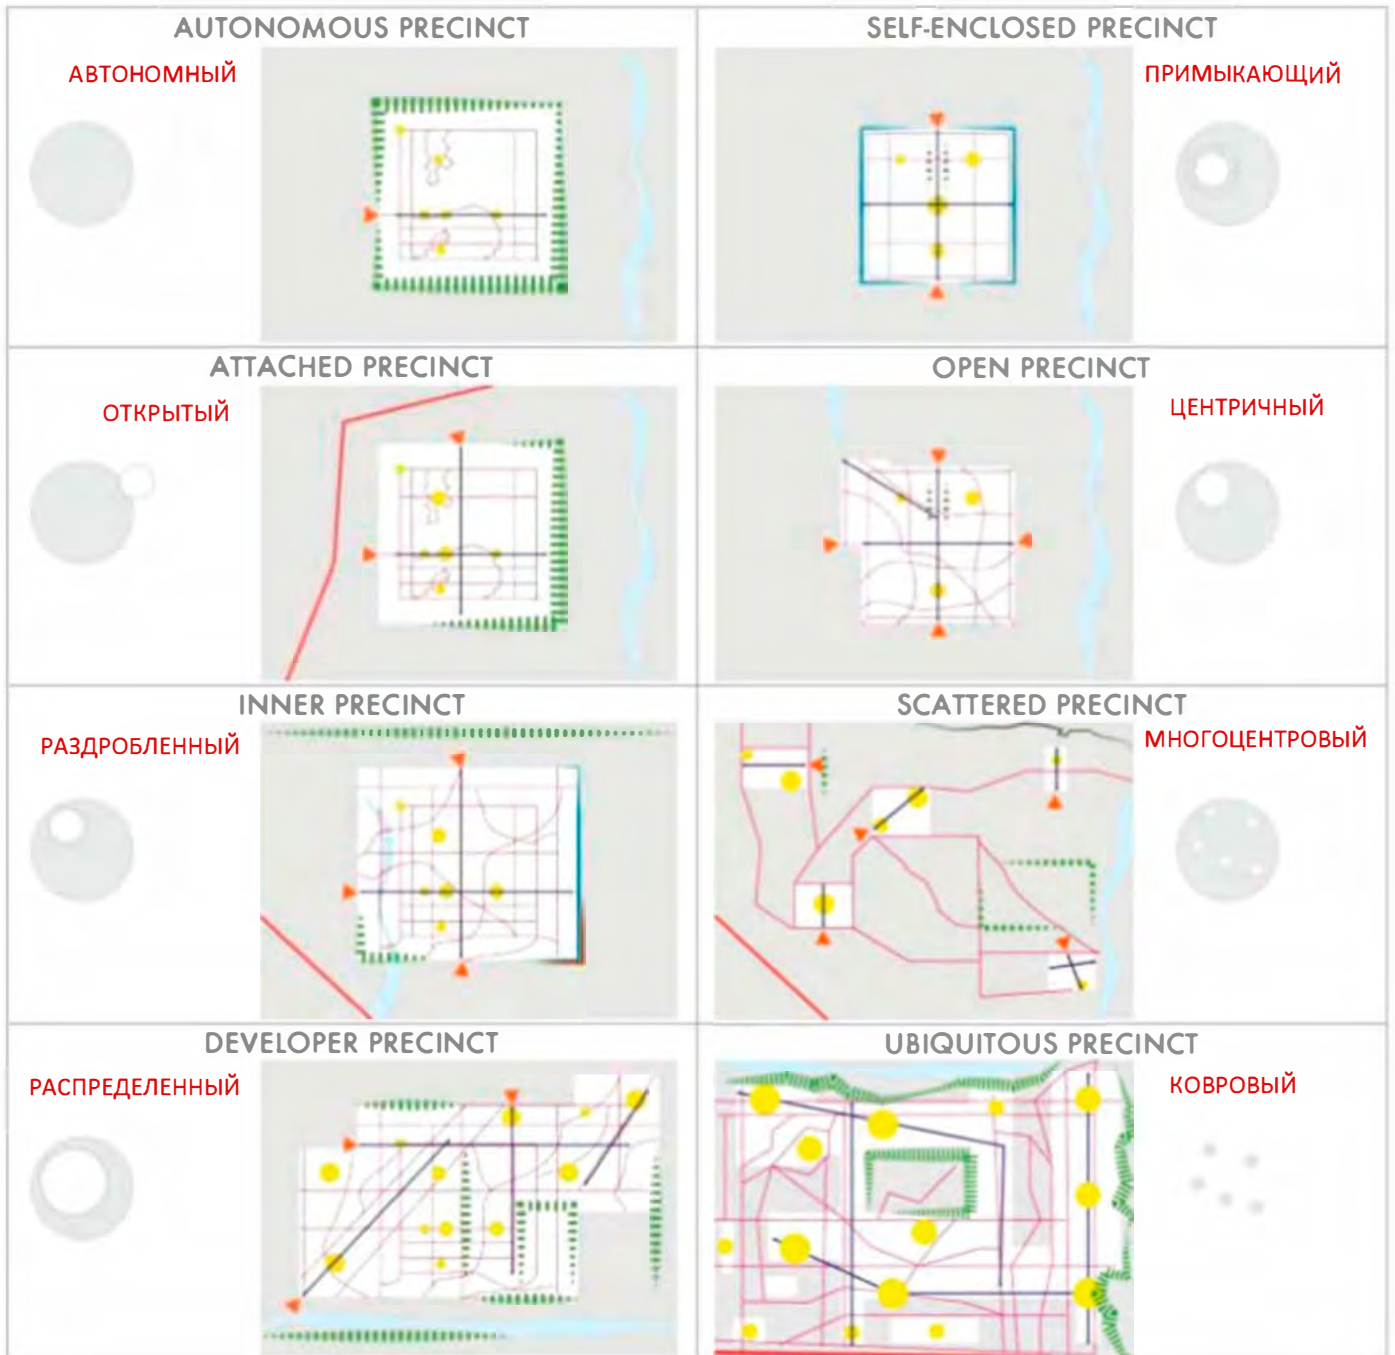 AUTONOMOUS PRECINCT
АВТОНОМНЫЙ
SELF-ENCLOSED PRECINCT
ПРИМЫКАЮЩИЙ
ATTACHED PRECINCT
ОТКРЫТЫЙ
OPEN PRECINCT
ЦЕНТРИЧНЫЙ
INNER PRECINCT
РАЗДРОБЛЕННЫЙ
SCATTERED PRECINCT
МНОГОЦЕНТРОВЫЙ
DEVELOPER PRECINCT
РАСПРЕДЕЛЕННЫЙ
UBIQUITOUS PRECINCT
КОВРОВЫЙ